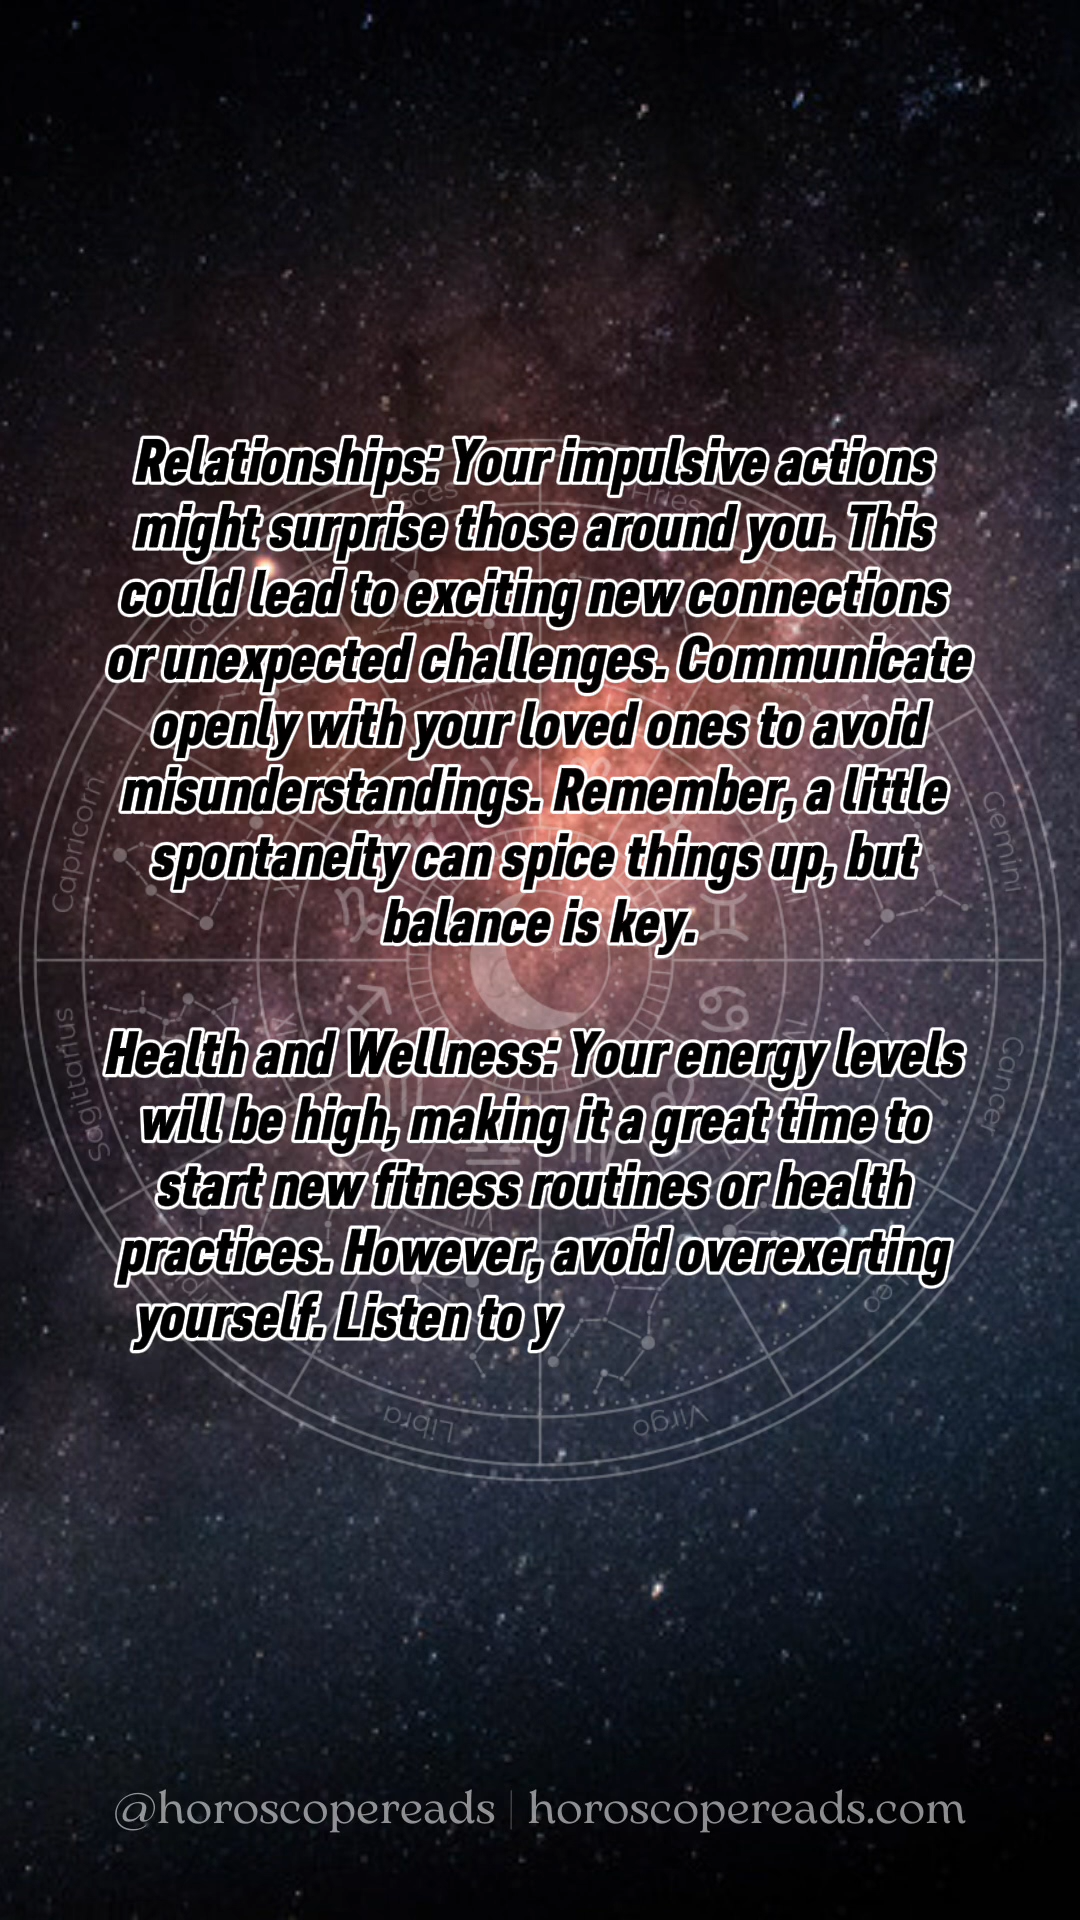 Relationships: Your impulsive actions
might surprise those around you. This
could lead to exciting new connections
or unexpected challenges. Communicate
openly with your loved ones to avoid
misunderstandings. Remember, a little
spontaneity can spice things up, but
balance is key.
Health and Wellness: Your energy levels
will be high, making it a great time to
start new fitness routines or health
practices. However, avoid overexerting
yourself. Listen to y
Capricorn
Gemini
Sagittarius
Cancer
Libra
Virgo
@horoscopereads | horoscopereads.com